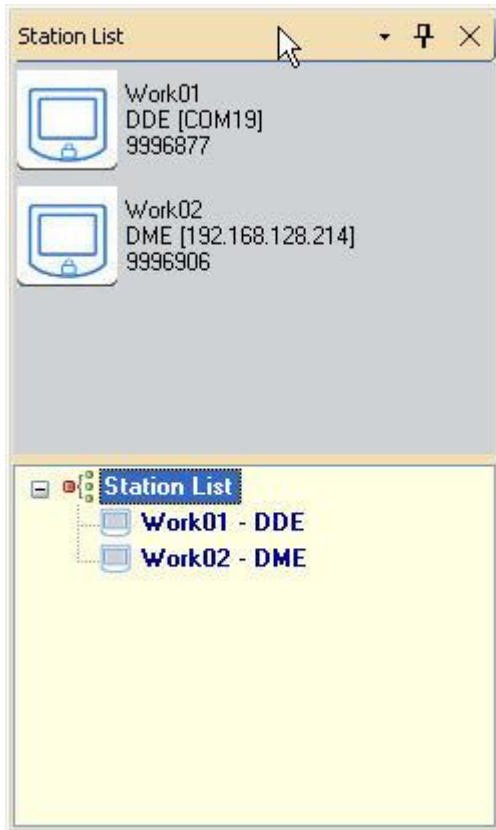 Station List
Work01
DDE [COM19]
9996877
Work02
DME [192.168.128.214]
9996906
Station List
Work01 - DDE
Work02 - DME